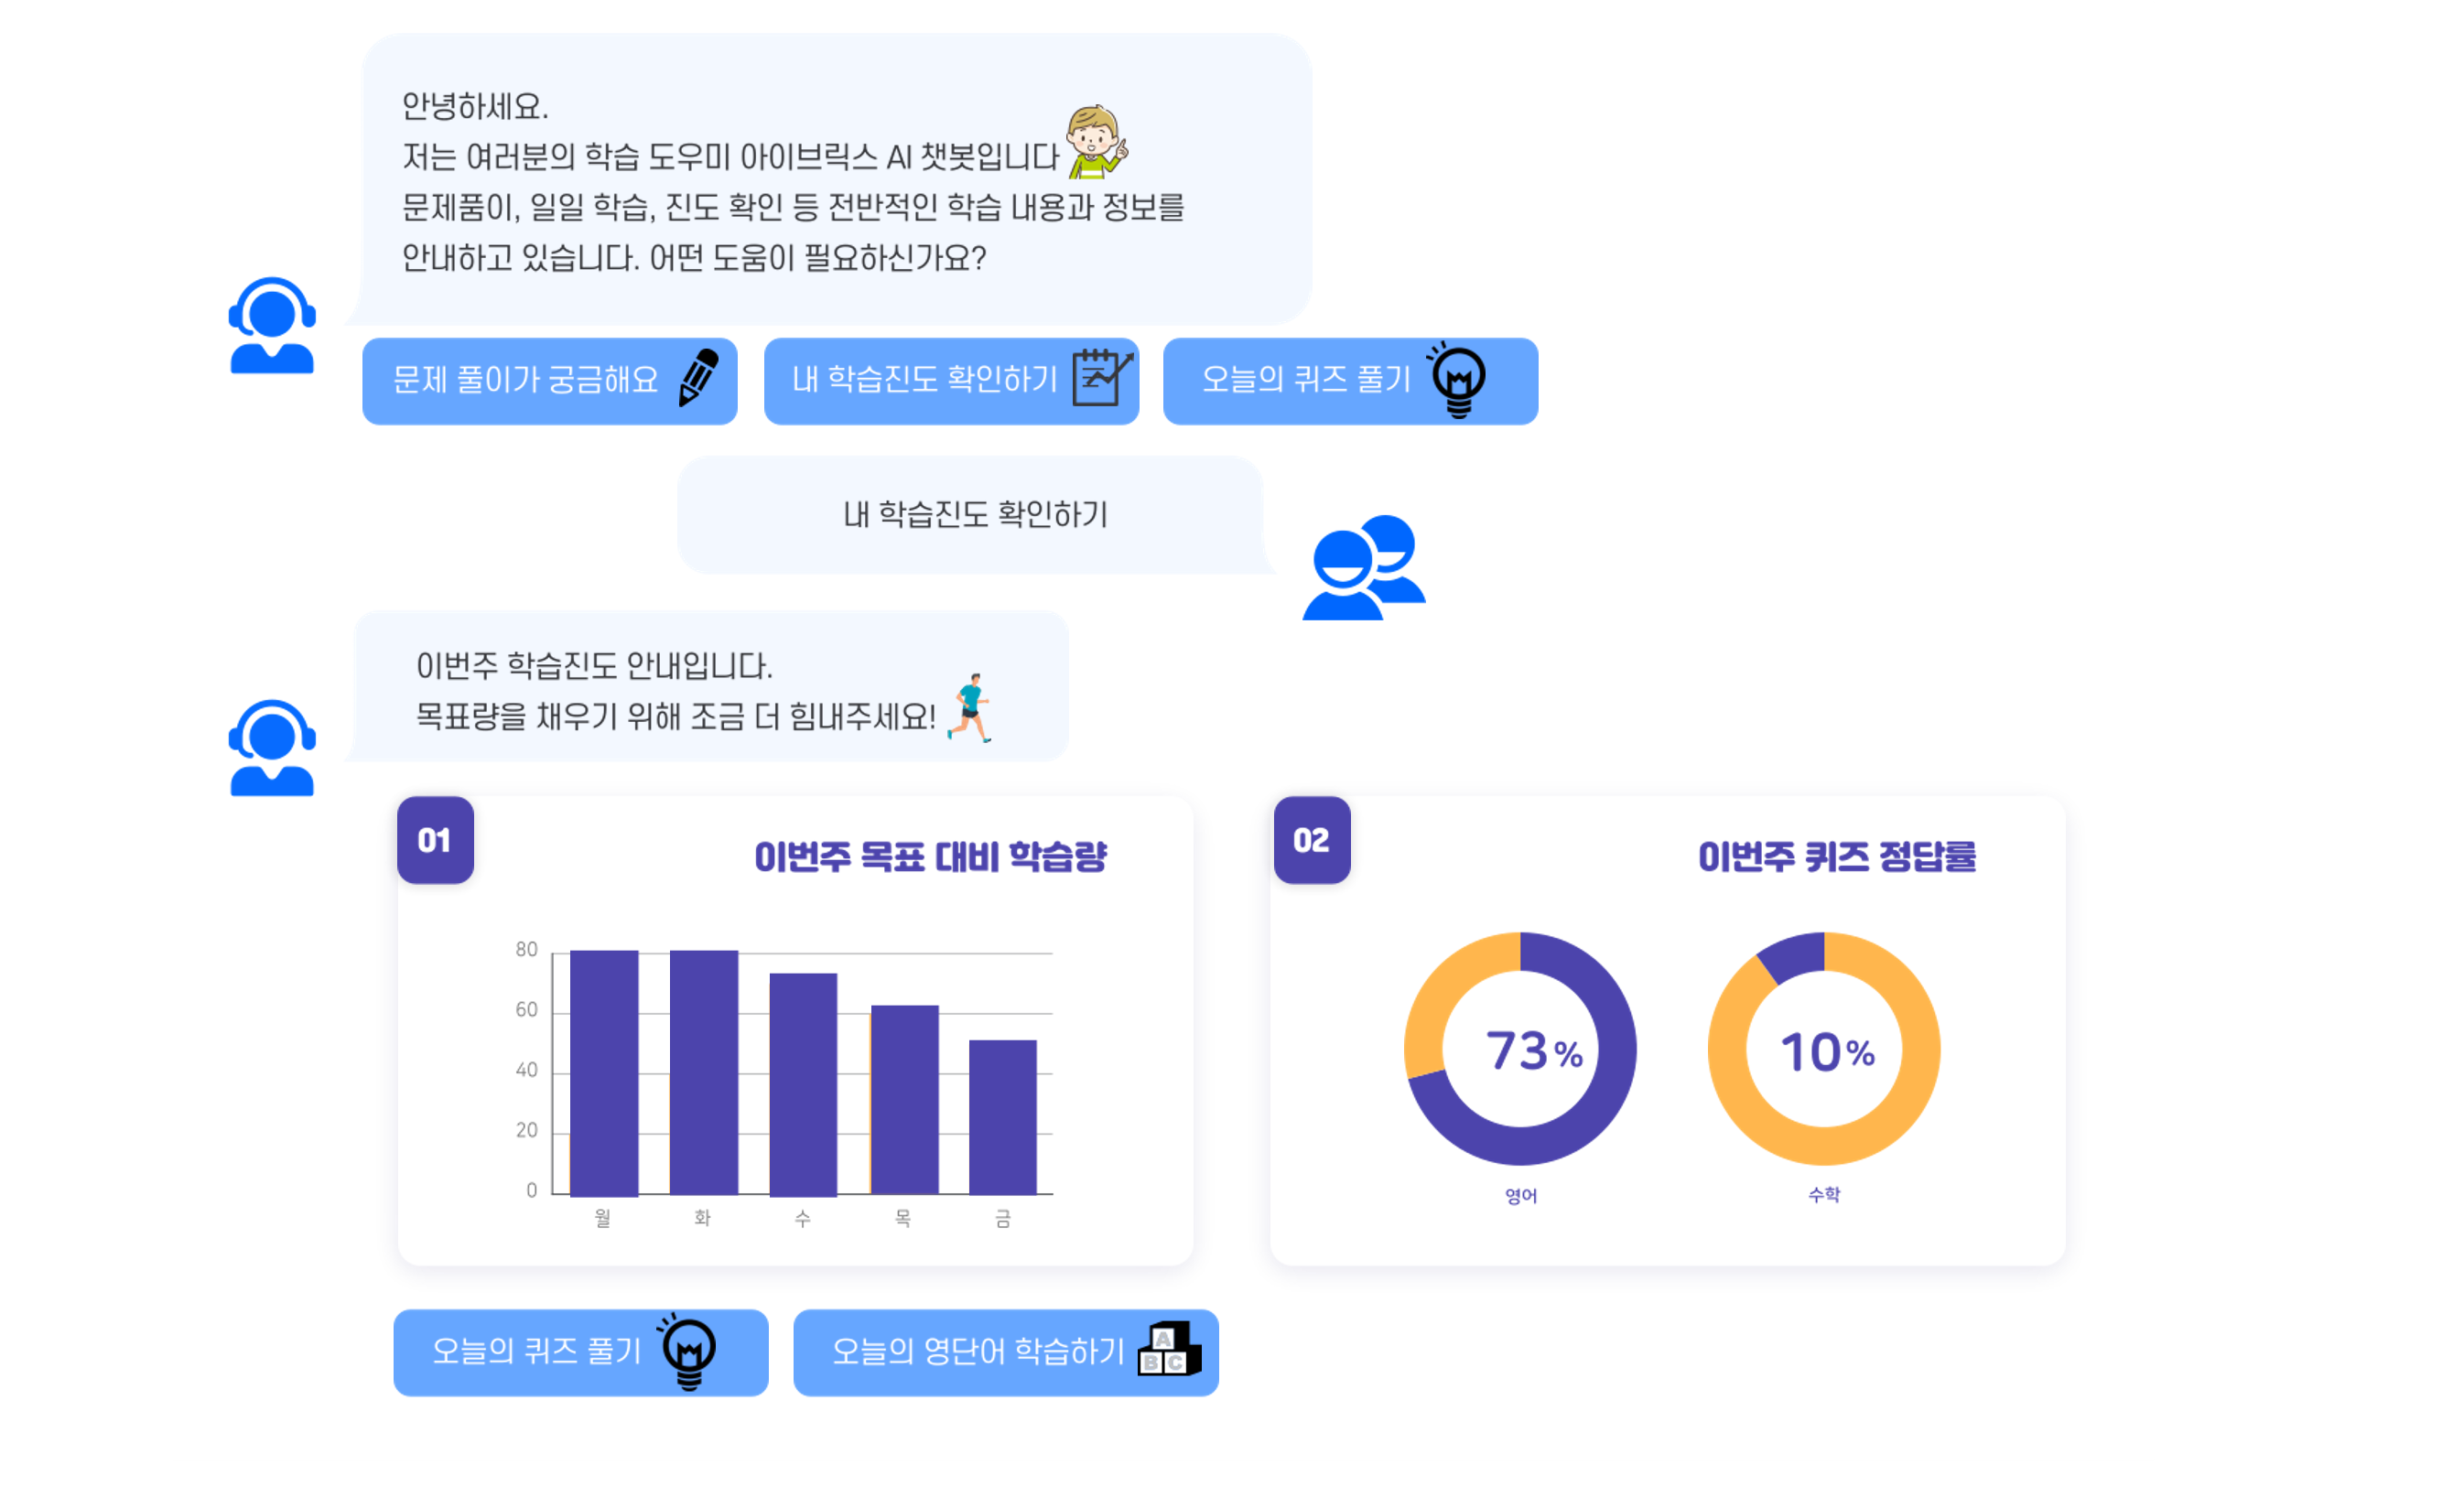 안녕하세요.
저는 여러분의 학습 도우미 아이브릭스 AI 챗봇입니다
문제품이, 일일 학습, 진도 확인 등 전반적인 학습 내용과 정보를
안내하고 있습니다. 어떤 도움이 필요하신가요?
문제 풀이가 궁금해요
내 학습진도 확인하기
오늘의 퀴즈 풀기
내 학습진도 확인하기
이번주 학습진도 안내입니다.
목표량을 채우기 위해 조금 더 힘내주세요!
01
이번주 목표 대비 학습량
80
60
40
20
0
월
화
수
목
금
02
이번주 퀴즈 정답률
73%
10%
영어
수학
오늘의 퀴즈 풀기
오늘의 영단어 학습하기
A
B C